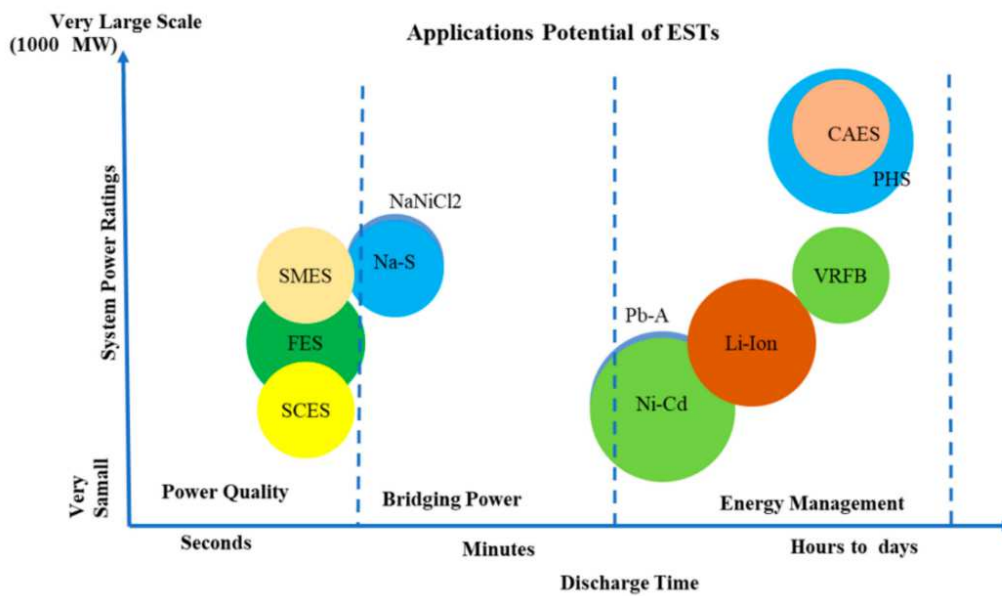 Very Large Scale
(1000 MW)
Applications Potential of ESTs
System Power Ratings
Very
Samall
CAES
PHS
NaNiCl2
Na-S
SMES
VRFB
FES
Pb-A
Li-Ion
SCES
Ni-Cd
Power Quality
Bridging Power
Energy Management
Seconds
Minutes
Hours to days
Discharge Time